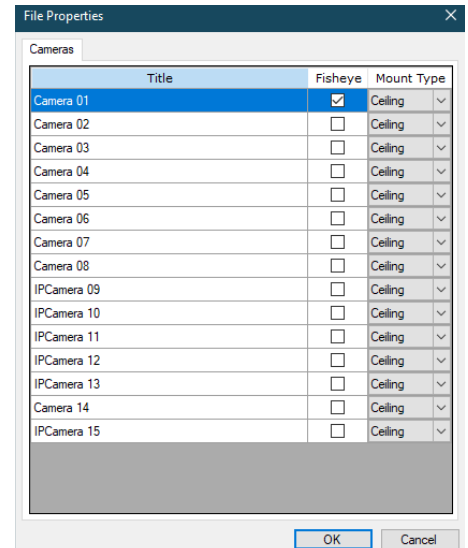 File Properties
Cameras
Title Fisheye Mount Type
Camera 01 Ceiling
Camera 02 Ceiling
Camera 03 Ceiling
Camera 04 Ceiling
Camera 05 Ceiling
Camera 06 Ceiling
Camera 07 Ceiling
Camera 08 Ceiling
IPCamera 09 Ceiling
IPCamera 10 Ceiling
IPCamera 11 Ceiling
IPCamera 12 Ceiling
IPCamera 13 Ceiling
Camera 14 Ceiling
IPCamera 15 Ceiling
OK Cancel